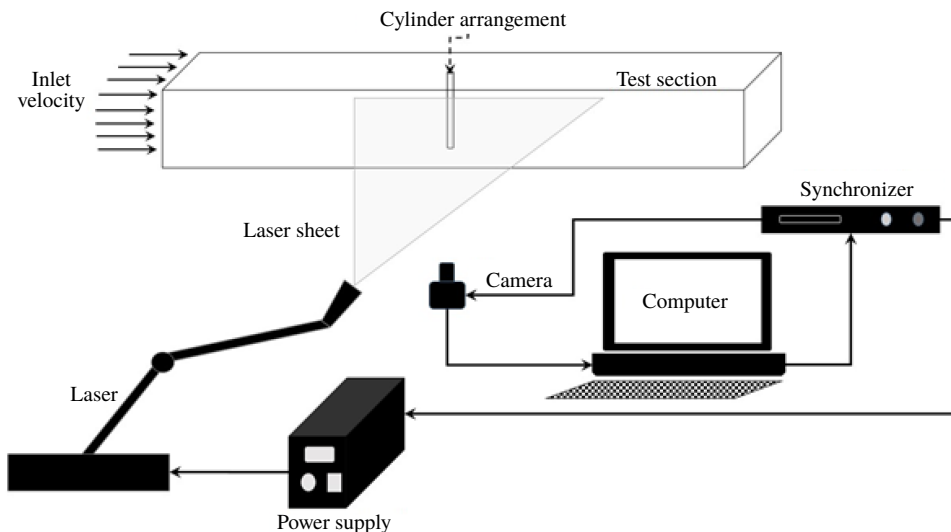 Cylinder arrangement
Inlet
velocity
Test section
Synchronizer
Laser sheet
Camera
Computer
Laser
Power supply